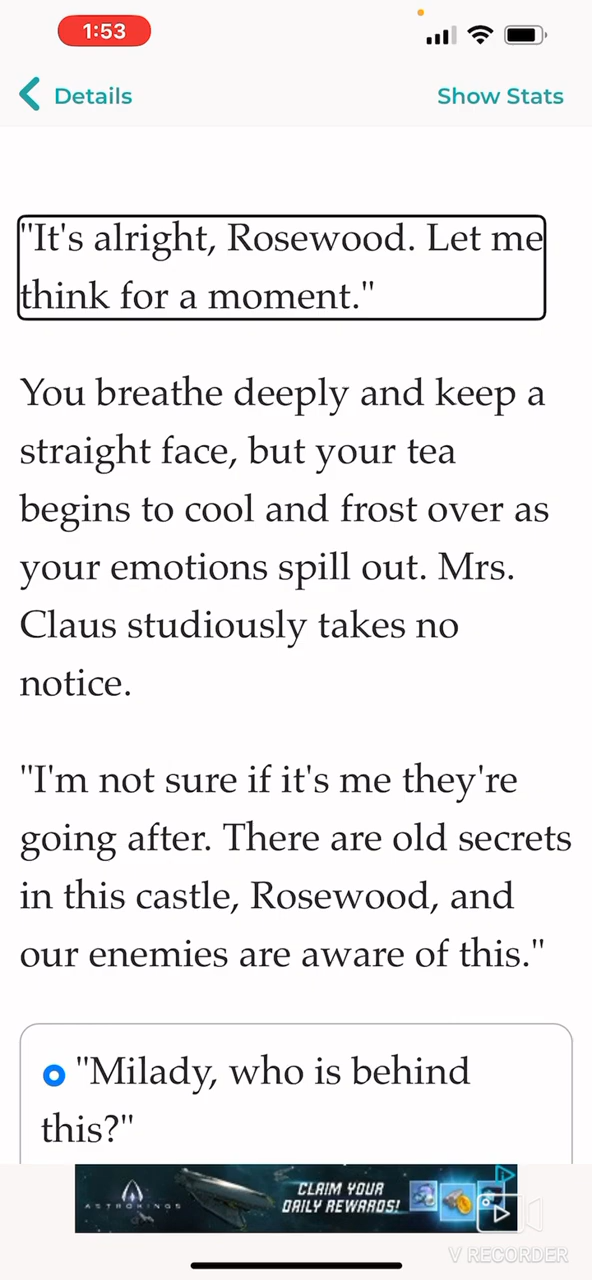 1:53
Details
Show Stats
"It's alright, Rosewood. Let me
think for a moment."
You breathe deeply and keep a
straight face, but your tea
begins to cool and frost over as
your emotions spill out. Mrs.
Claus studiously takes no
notice.
"I'm not sure if it's me they're
going after. There are old secrets
in this castle, Rosewood, and
our enemies are aware of this."
"Milady, who is behind
this?"
ASTROKINGS
CLAIM YOUR
DAILY REWARDS!
V RECORDER